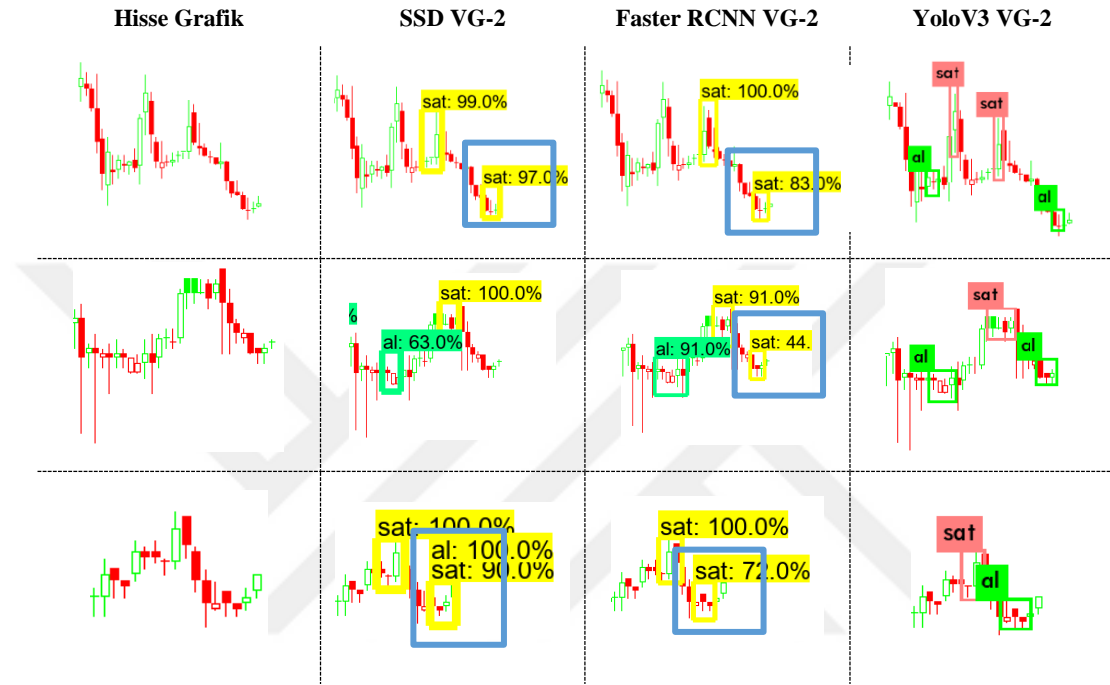 Hisse Grafik
SSD VG-2
Faster RCNN VG-2
YoloV3 VG-2
sat: 99.0%
sat: 97.0%
sat: 100.0%
sat: 83.0%
sat
sat
al
al
sat: 100.0%
%
al: 63.0%
sat: 91.0%
al: 91.0%
sat: 44.
sat
al
al
sat: 100.0%
al: 100.0%
sat: 90.0%
sat: 100.0%
sat: 72.0%
sat
al